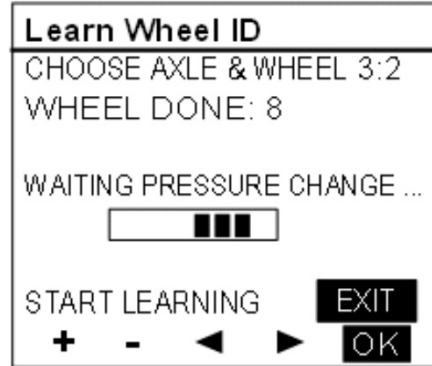 Learn Wheel ID
CHOOSE AXLE & WHEEL 3:2
WHEEL DONE: 8
WAITING PRESSURE CHANGE ...
START LEARNING EXIT
+ - ◀ ▶ OK